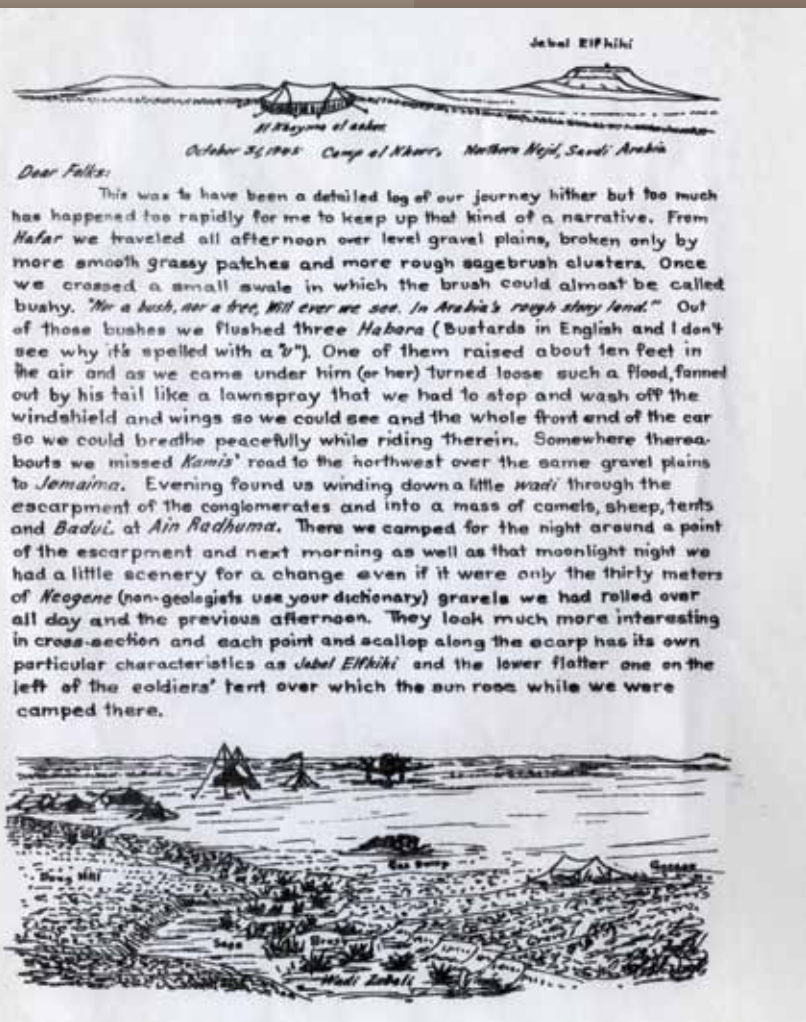 Jebel Elfhihi
Al Khayma el asker
October 31, 1945 Camp el Kharr, Northern Nejd, Saudi Arabia
Dear Folks:
This was to have been a detailed log of our journey hither but too much
has happened too rapidly for me to keep up that kind of a narrative. From
Hafar we traveled all afternoon over level gravel plains, broken only by
more smooth grassy patches and more rough sagebrush clusters. Once
we crossed a small swale in which the brush could almost be called
bushy. "Nor a bush, nor a tree, Will ever we see. In Arabia's rough stony land." Out
of those bushes we flushed three Habara (Bustards in English and I don't
see why it's spelled with a "u"). One of them raised about ten feet in
the air and as we came under him (or her) turned loose such a flood, fanned
out by his tail like a lawnspray that we had to stop and wash off the
windshield and wings so we could see and the whole front end of the car
so we could breathe peacefully while riding therein. Somewhere therea-
bouts we missed Kamis' road to the northwest over the same gravel plains
to Jemaima. Evening found us winding down a little wadi through the
escarpment of the conglomerates and into a mass of camels, sheep, tents
and Badui at Ain Radhuma. There we camped for the night around a point
of the escarpment and next morning as well as that moonlight night we
had a little scenery for a change even if it were only the thirty meters
of Neogene (non-geologists use your dictionary) gravels we had rolled over
all day and the previous afternoon. They look much more interesting
in cross-section and each point and scallop along the scarp has its own
particular characteristics as Jebel Elfhihi and the lower flatter one on the
left of the soldiers' tent over which the sun rose while we were
camped there.
Gas Dump
Wadi